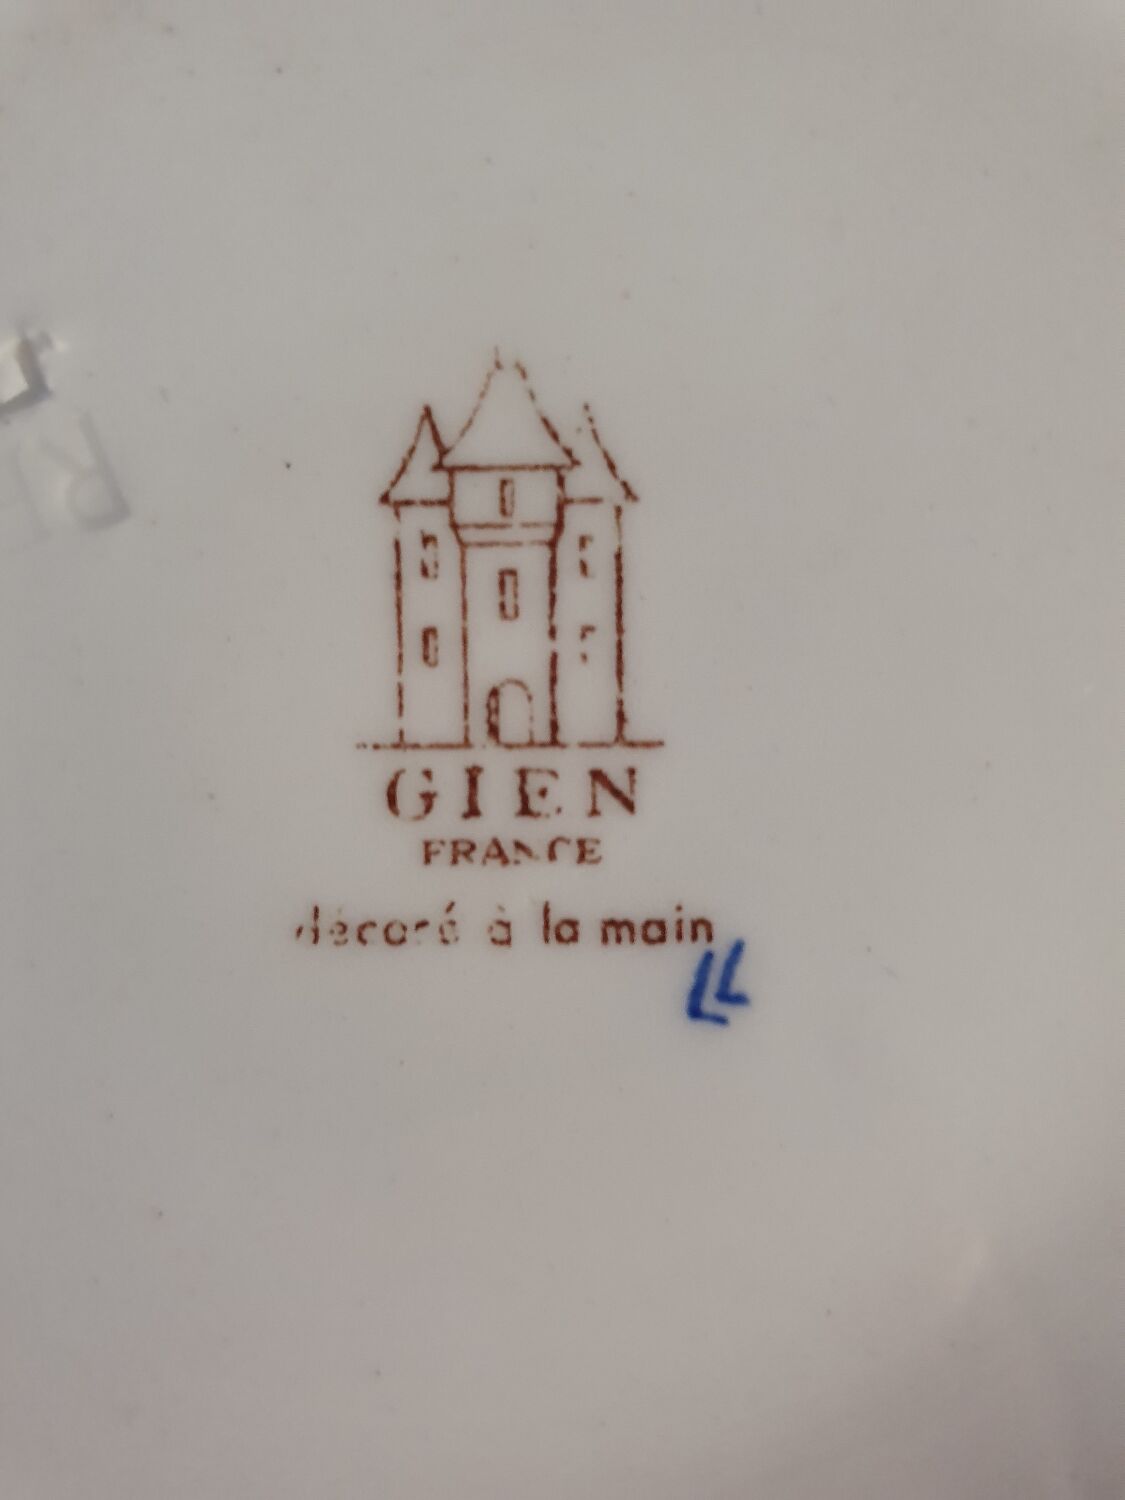 GIEN
FRANCE
décoré à la main
LL